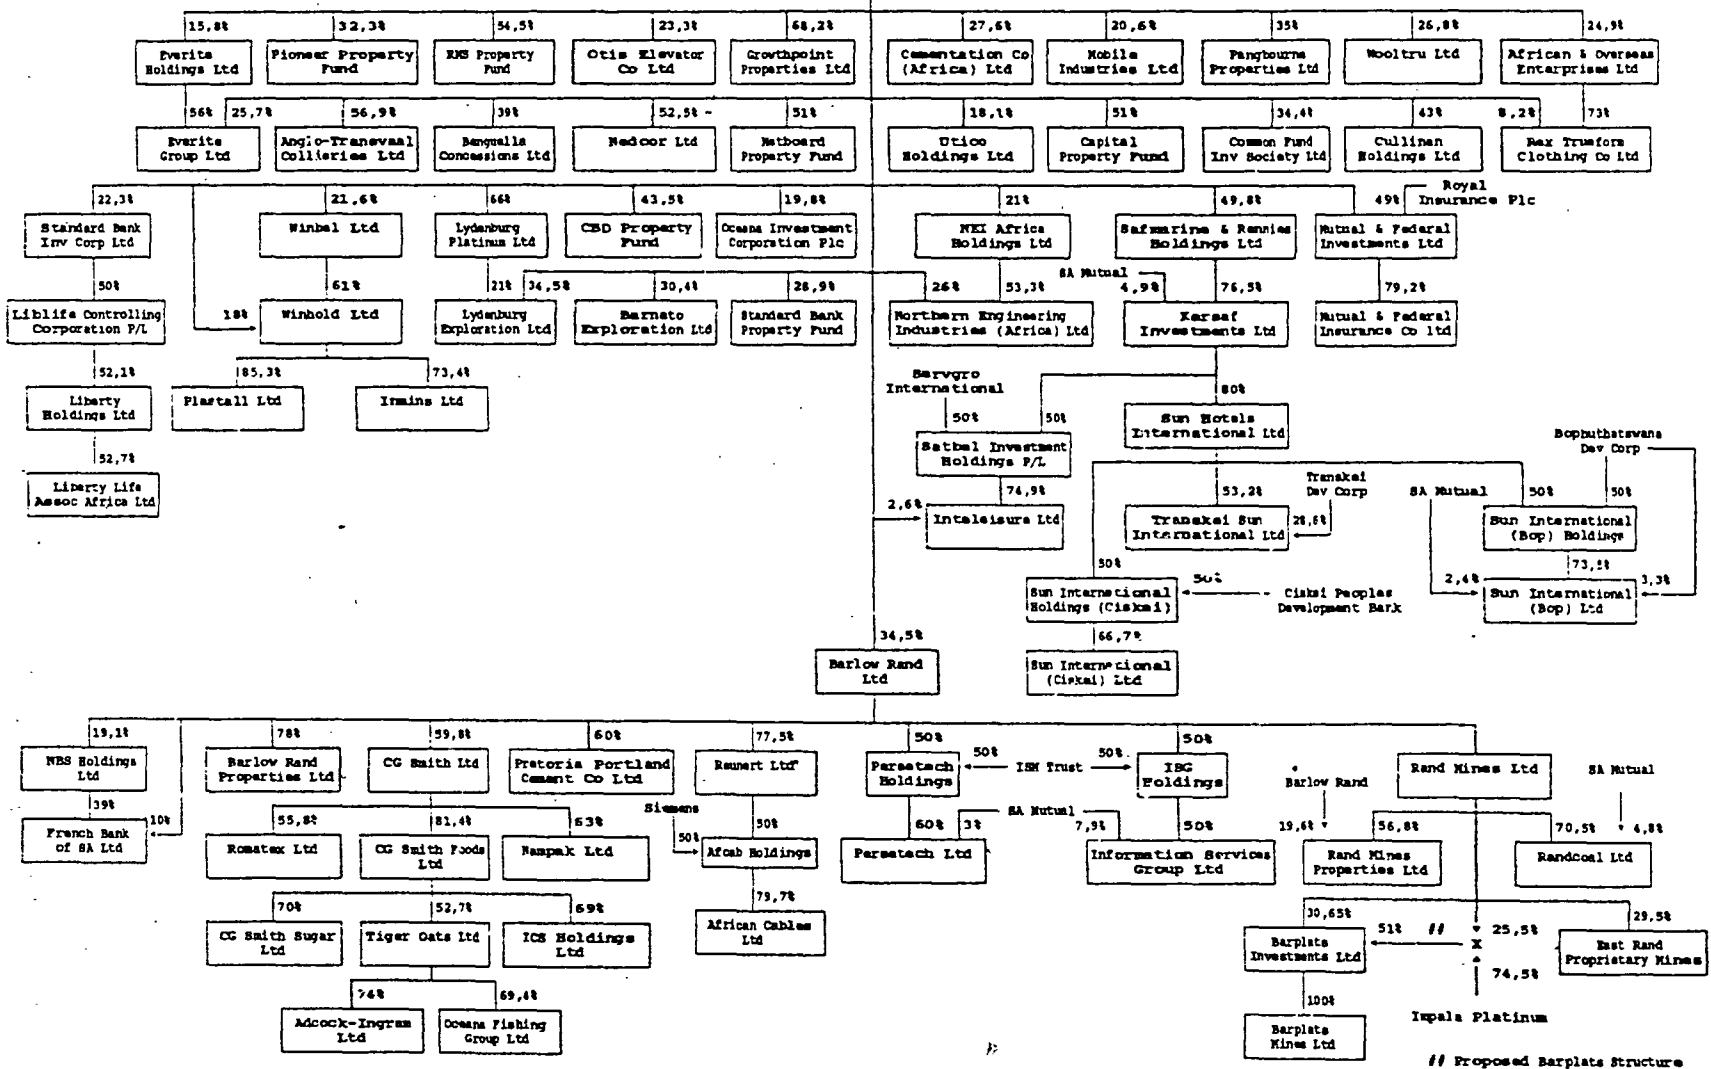 15,8%
32,3%
54,5%
23,3%
68,2%
27,6%
20,6%
35%
26,8%
24,9%
Everite
Holdings Ltd
Pioneer Property
Fund
RMS Property
Fund
Otis Elevator
Co Ltd
Growthpoint
Properties Ltd
Cementation Co
(Africa) Ltd
Mobile
Industries Ltd
Pangbourne
Properties Ltd
Wooltru Ltd
African & Overseas
Enterprises Ltd
56%
25,7%
56,9%
39%
52,5%
51%
18,1%
51%
34,4%
43%
8,2%
73%
Everite
Group Ltd
Anglo-Transvaal
Collieries Ltd
Benguella
Concessions Ltd
Nedcor Ltd
Metboard
Property Fund
Utico
Holdings Ltd
Capital
Property Fund
Common Fund
Inv Society Ltd
Cullinan
Holdings Ltd
Rex Trueform
Clothing Co Ltd
22,3%
21,6%
66%
43,5%
19,8%
21%
49,8%
49%
Royal
Insurance Plc
Standard Bank
Inv Corp Ltd
Winbel Ltd
Lydenburg
Platinum Ltd
CBD Property
Fund
Oceana Investment
Corporation Plc
NEI Africa
Holdings Ltd
Safmarine & Rennies
Holdings Ltd
Mutual & Federal
Investments Ltd
SA Mutual
50%
18%
61%
21%
34,5%
30,4%
28,9%
26%
53,3%
4,9%
76,5%
79,2%
Liblife Controlling
Corporation P/L
Winhold Ltd
Lydenburg
Exploration Ltd
Barnato
Exploration Ltd
Standard Bank
Property Fund
Northern Engineering
Industries (Africa) Ltd
Kersaf
Investments Ltd
Mutual & Federal
Insurance Co ltd
52,1%
85,3%
73,4%
Servgro
International
80%
Liberty
Holdings Ltd
Plastall Ltd
Irmins Ltd
50%
50%
Sun Hotels
International Ltd
Satbel Investment
Holdings P/L
Bophuthatswana
Dev Corp
52,7%
74,9%
53,2%
Transkei
Dev Corp
SA Mutual
50%
50%
Liberty Life
Assoc Africa Ltd
2,6%
Inteleisure Ltd
Transkei Sun
International Ltd
28,6%
Sun International
(Bop) Holdings
50%
50%
73,5%
2,4%
3,3%
Sun International
Holdings (Ciskei)
Ciskei Peoples
Development Bank
Sun International
(Bop) Ltd
34,5%
66,7%
Barlow Rand
Ltd
Sun International
(Ciskei) Ltd
19,1%
78%
59,8%
60%
77,5%
50%
50%
50%
50%
NBS Holdings
Ltd
Barlow Rand
Properties Ltd
CG Smith Ltd
Pretoria Portland
Cement Co Ltd
Reunert Ltd
Persetech
Holdings
ISM Trust
ISG
Holdings
Rand Mines Ltd
Barlow Rand
SA Mutual
39%
10%
55,8%
81,4%
63%
Siemens
50%
50%
60%
3%
SA Mutual
7,9%
50%
19,6%
56,8%
70,5%
4,8%
French Bank
of SA Ltd
Romatex Ltd
CG Smith Foods
Ltd
Nampak Ltd
Afcab Holdings
Persetech Ltd
Information Services
Group Ltd
Rand Mines
Properties Ltd
Randcoal Ltd
70%
52,7%
69%
79,7%
30,65%
29,5%
CG Smith Sugar
Ltd
Tiger Oats Ltd
ICS Holdings
Ltd
African Cables
Ltd
Barplats
Investments Ltd
51%
##
X
25,5%
74,5%
East Rand
Proprietary Mines
74%
69,4%
100%
Adcock-Ingram
Ltd
Oceana Fishing
Group Ltd
Barplats
Mines Ltd
Impala Platinum
## Proposed Barplats Structure